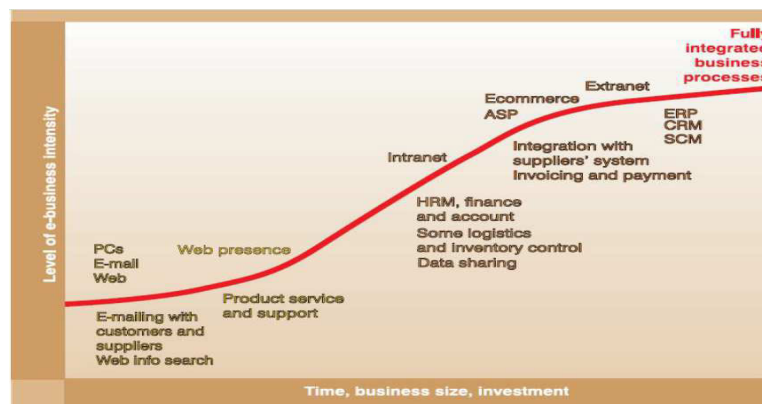 Fully
integrated
business
processes
Extranet
Ecommerce
ASP
ERP
CRM
SCM
Integration with
suppliers' system
Invoicing and payment
Intranet
HRM, finance
and account
Some logistics
and inventory control
Data sharing
PCs
E-mail
Web
Web presence
Product service
and support
E-mailing with
customers and
suppliers
Web info search
Level of e-business intensity
Time, business size, investment